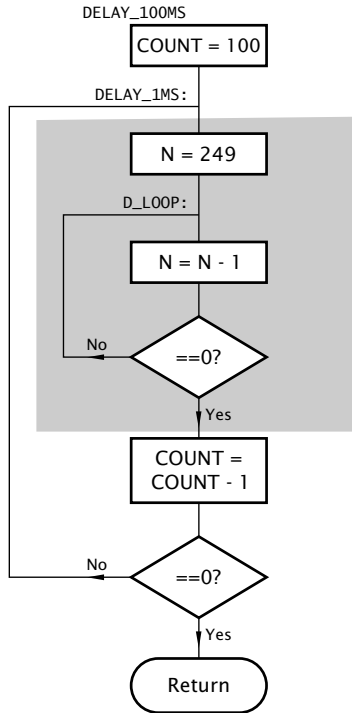 DELAY_100MS
COUNT = 100
DELAY_1MS:
N = 249
D_LOOP:
N = N - 1
No
==0?
Yes
COUNT =
COUNT - 1
No
==0?
Yes
Return